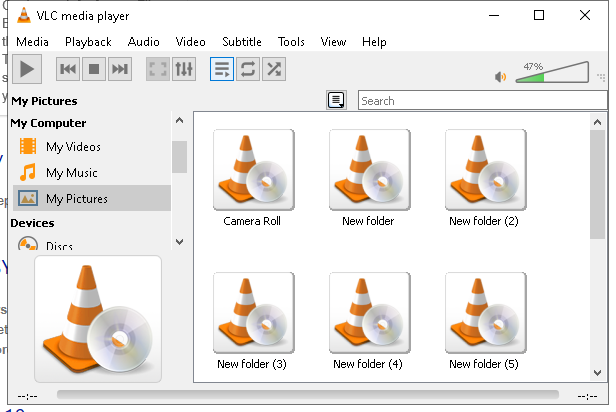 VLC media player
Media Playback Audio Video Subtitle Tools View Help
47%
My Pictures
Search
My Computer
My Videos
My Music
My Pictures
Devices
Discs
Camera Roll
New folder
New folder (2)
New folder (3)
New folder (4)
New folder (5)
--:--
--:--